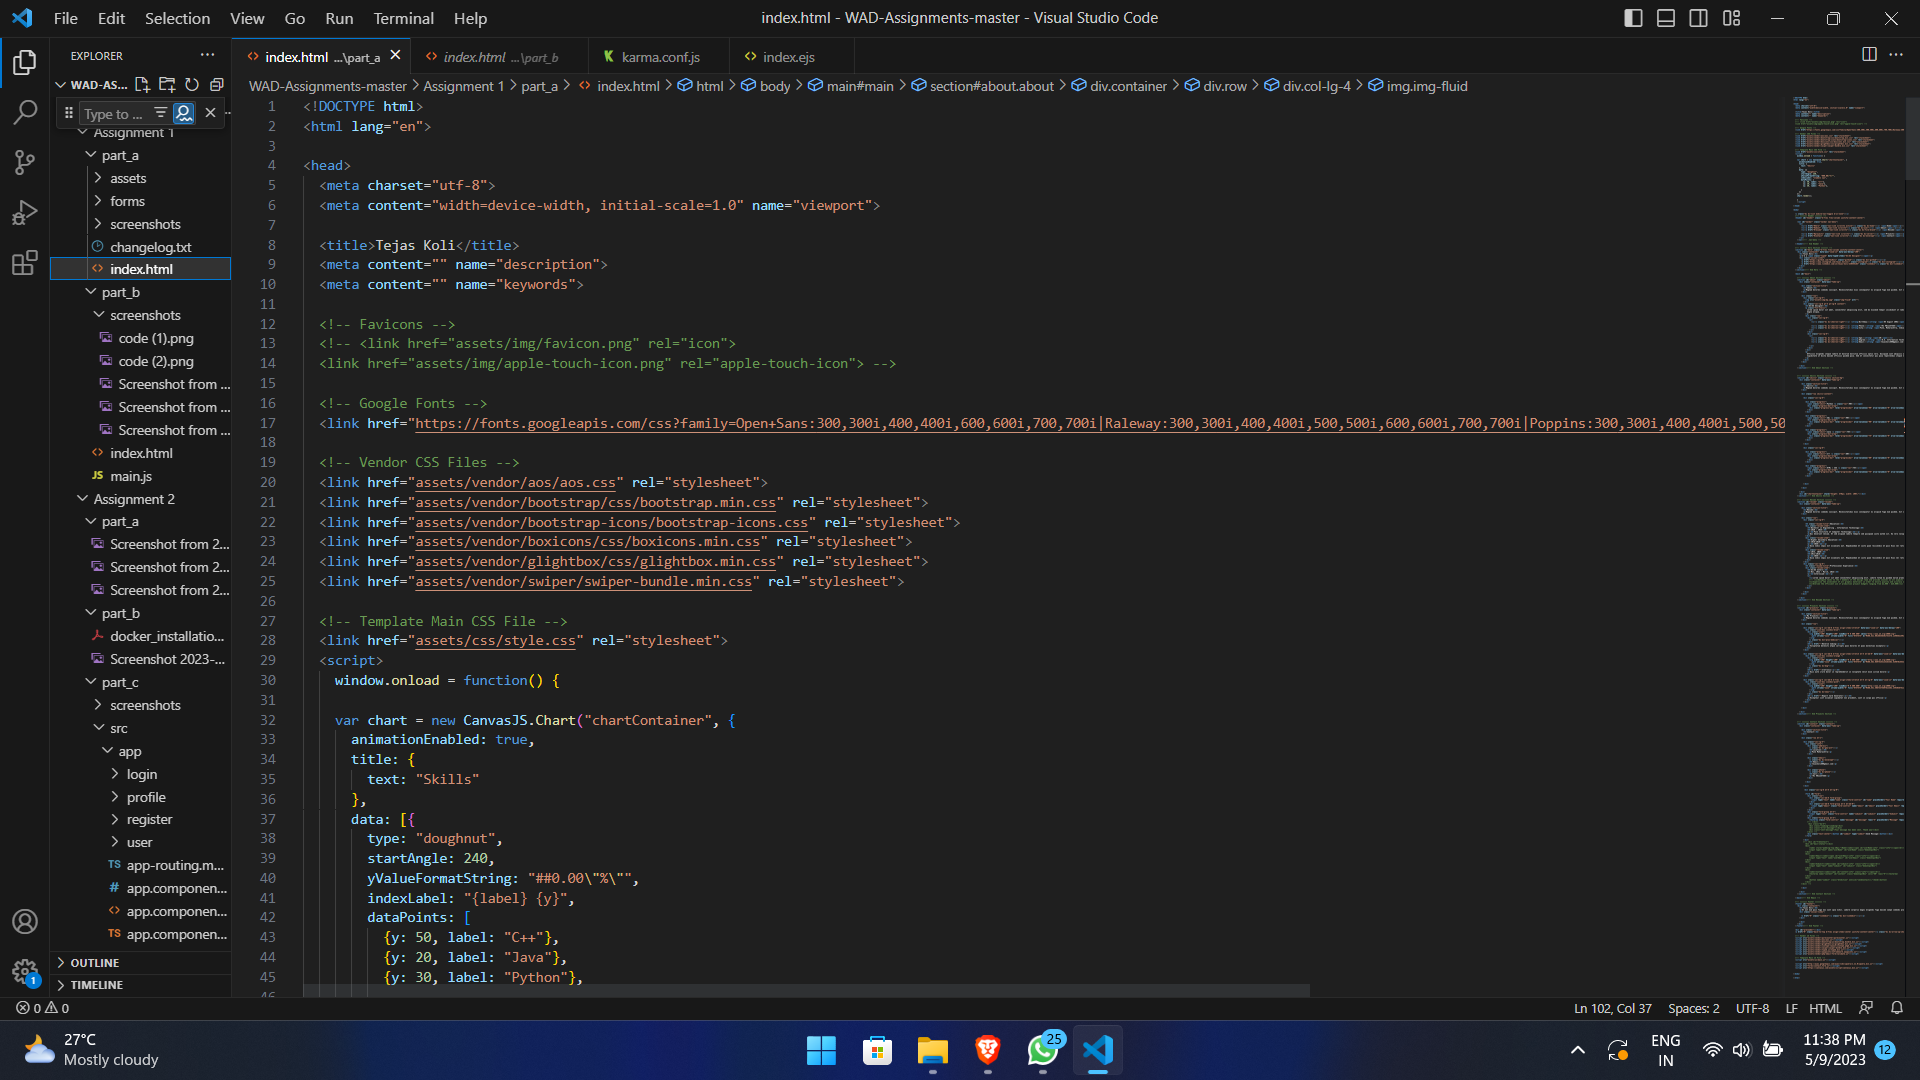 File Edit Selection View Go Run Terminal Help
index.html - WAD-Assignments-master - Visual Studio Code
EXPLORER ...
index.html ...\part_a
index.html ...\part_b
karma.conf.js
index.ejs
WAD-AS...
WAD-Assignments-master > Assignment 1 > part_a > index.html > html > body > main#main > section#about.about > div.container > div.row > div.col-lg-4 > img.img-fluid
Type to ...
Assignment 1
part_a
assets
forms
screenshots
changelog.txt
index.html
part_b
screenshots
code (1).png
code (2).png
Screenshot from ...
Screenshot from ...
Screenshot from ...
index.html
JS main.js
Assignment 2
part_a
Screenshot from 2...
Screenshot from 2...
Screenshot from 2...
part_b
docker_installatio...
Screenshot 2023-...
part_c
screenshots
src
app
login
profile
register
user
TS app-routing.m...
# app.componen...
<> app.componen...
TS app.componen...
OUTLINE
TIMELINE
1 <!DOCTYPE html>
2 <html lang="en">
3
4 <head>
5 <meta charset="utf-8">
6 <meta content="width=device-width, initial-scale=1.0" name="viewport">
7
8 <title>Tejas Koli</title>
9 <meta content="" name="description">
10 <meta content="" name="keywords">
11
12 <!-- Favicons -->
13 <!-- <link href="assets/img/favicon.png" rel="icon">
14 <link href="assets/img/apple-touch-icon.png" rel="apple-touch-icon"> -->
15
16 <!-- Google Fonts -->
17 <link href="https://fonts.googleapis.com/css?family=Open+Sans:300,300i,400,400i,600,600i,700,700i|Raleway:300,300i,400,400i,500,500i,600,600i,700,700i|Poppins:300,300i,400,400i,500,50
18
19 <!-- Vendor CSS Files -->
20 <link href="assets/vendor/aos/aos.css" rel="stylesheet">
21 <link href="assets/vendor/bootstrap/css/bootstrap.min.css" rel="stylesheet">
22 <link href="assets/vendor/bootstrap-icons/bootstrap-icons.css" rel="stylesheet">
23 <link href="assets/vendor/boxicons/css/boxicons.min.css" rel="stylesheet">
24 <link href="assets/vendor/glightbox/css/glightbox.min.css" rel="stylesheet">
25 <link href="assets/vendor/swiper/swiper-bundle.min.css" rel="stylesheet">
26
27 <!-- Template Main CSS File -->
28 <link href="assets/css/style.css" rel="stylesheet">
29 <script>
30 window.onload = function() {
31
32 var chart = new CanvasJS.Chart("chartContainer", {
33 animationEnabled: true,
34 title: {
35 text: "Skills"
36 },
37 data: [{
38 type: "doughnut",
39 startAngle: 240,
40 yValueFormatString: "##0.00\"%\"",
41 indexLabel: "{label} {y}",
42 dataPoints: [
43 {y: 50, label: "C++"},
44 {y: 20, label: "Java"},
45 {y: 30, label: "Python"},
46
1
0 0
Ln 102, Col 37 Spaces: 2 UTF-8 LF HTML
27°C
Mostly cloudy
25
ENG
IN
11:38 PM
5/9/2023
12